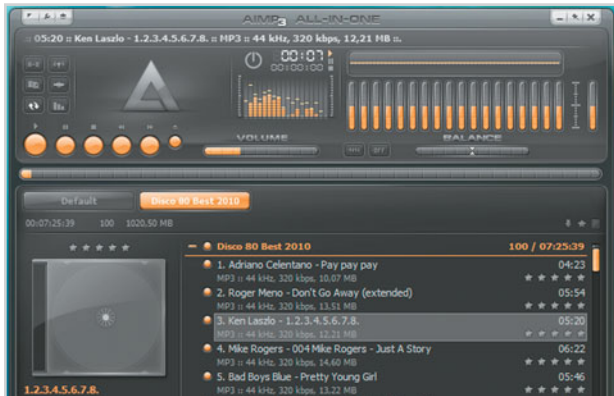 AIMP3 ALL-IN-ONE
:: 05:20 :: Ken Laszlo - 1.2.3.4.5.6.7.8. :: MP3 :: 44 kHz, 320 kbps, 12,21 MB ::.
00:07
00:00:00
VOLUME
BALANCE
OFF
Default
Disco 80 Best 2010
00:07:25:39 100 1020,50 MB
Disco 80 Best 2010 100 / 07:25:39
1. Adriano Celentano - Pay pay pay 04:23
MP3 :: 44 kHz, 320 kbps, 10,07 MB
2. Roger Meno - Don't Go Away (extended) 05:54
MP3 :: 44 kHz, 320 kbps, 13,51 MB
3. Ken Laszlo - 1.2.3.4.5.6.7.8. 05:20
MP3 :: 44 kHz, 320 kbps, 12,21 MB
4. Mike Rogers - 004 Mike Rogers - Just A Story 06:22
MP3 :: 44 kHz, 320 kbps, 14,60 MB
5. Bad Boys Blue - Pretty Young Girl 05:46
MP3 :: 44 kHz, 320 kbps, 13,22 MB
1.2.3.4.5.6.7.8.